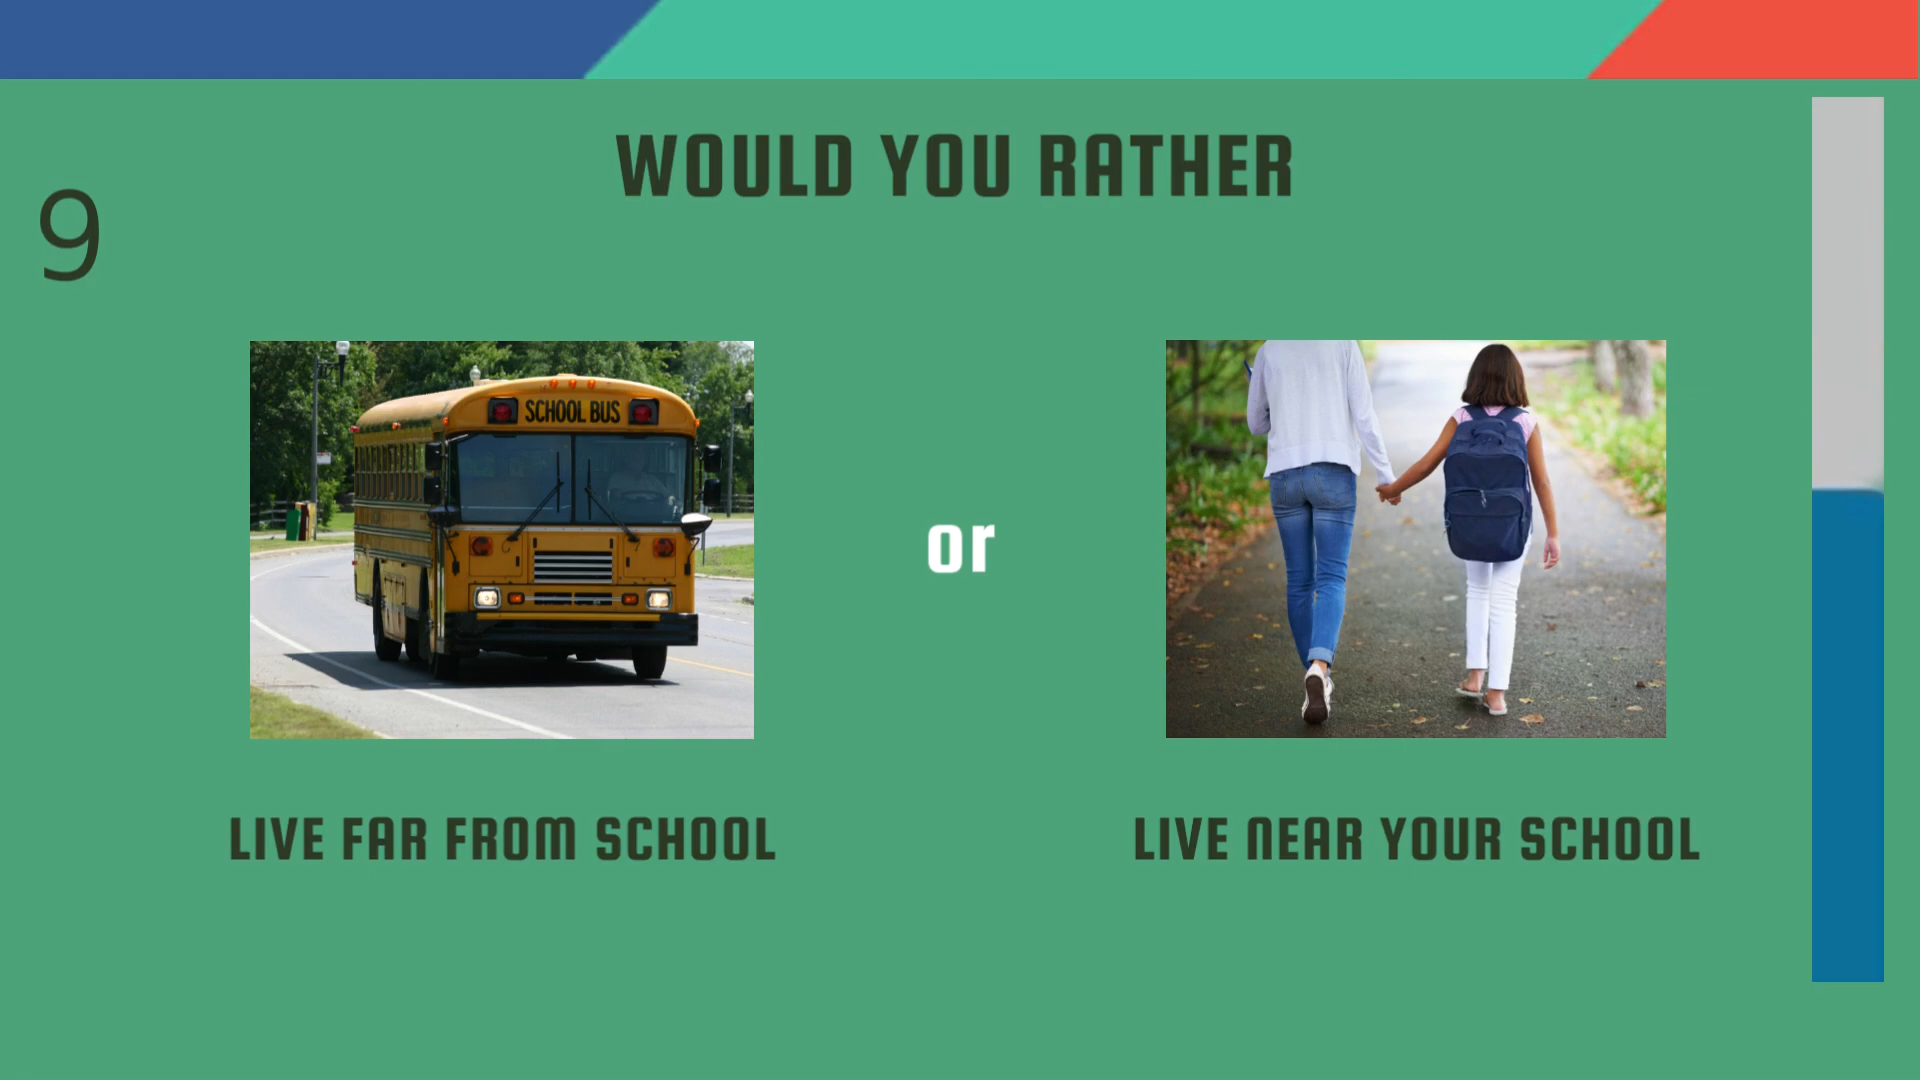 WOULD YOU RATHER
9
SCHOOL BUS
or
LIVE FAR FROM SCHOOL
LIVE NEAR YOUR SCHOOL